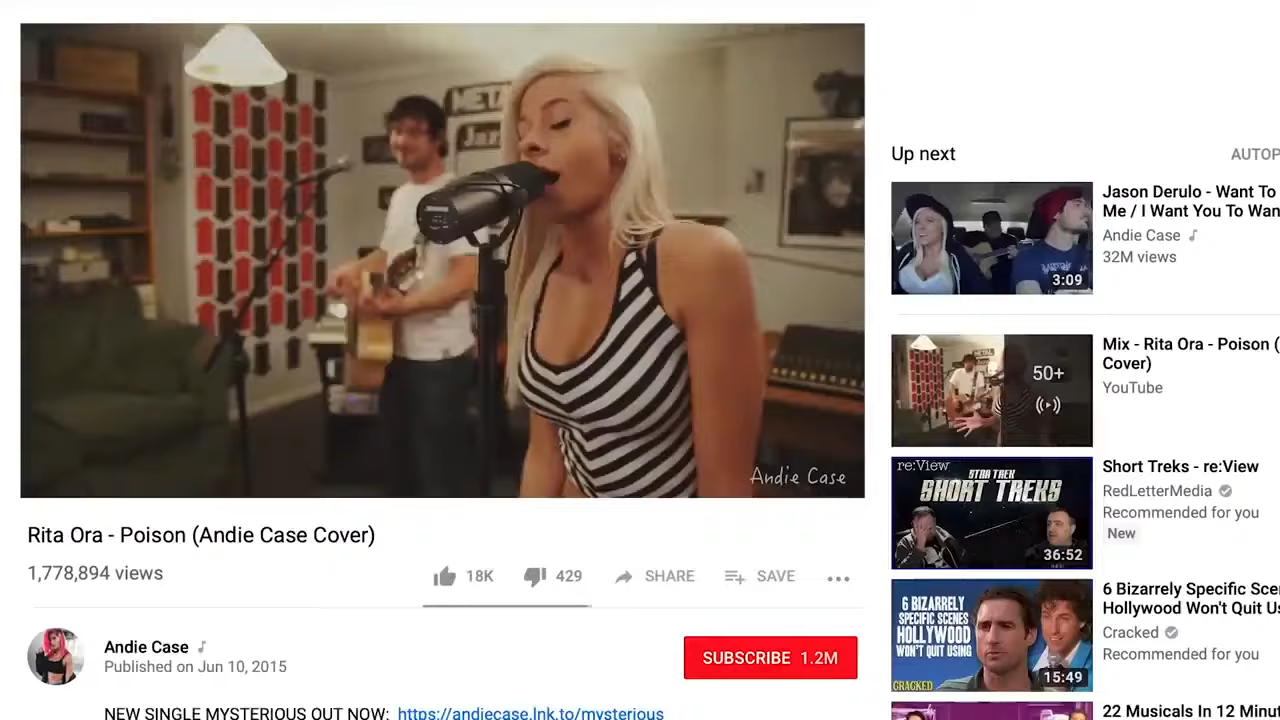 META
Jar
Andie Case
Rita Ora - Poison (Andie Case Cover)
1,778,894 views
18K
429
SHARE
SAVE
Andie Case
Published on Jun 10, 2015
SUBSCRIBE 1.2M
NEW SINGLE MYSTERIOUS OUT NOW: https://andiecase.lnk.to/mysterious
Up next
AUTOP
3:09
Jason Derulo - Want To
Me / I Want You To Wan
Andie Case
32M views
50+
Mix - Rita Ora - Poison (
Cover)
YouTube
re:View
STAR TREK
SHORT TREKS
36:52
Short Treks - re:View
RedLetterMedia
Recommended for you
New
6 BIZARRELY
SPECIFIC SCENES
HOLLYWOOD
WON'T QUIT USING
CRACKED
15:49
6 Bizarrely Specific Sce
Hollywood Won't Quit Us
Cracked
Recommended for you
22 Musicals In 12 Minut